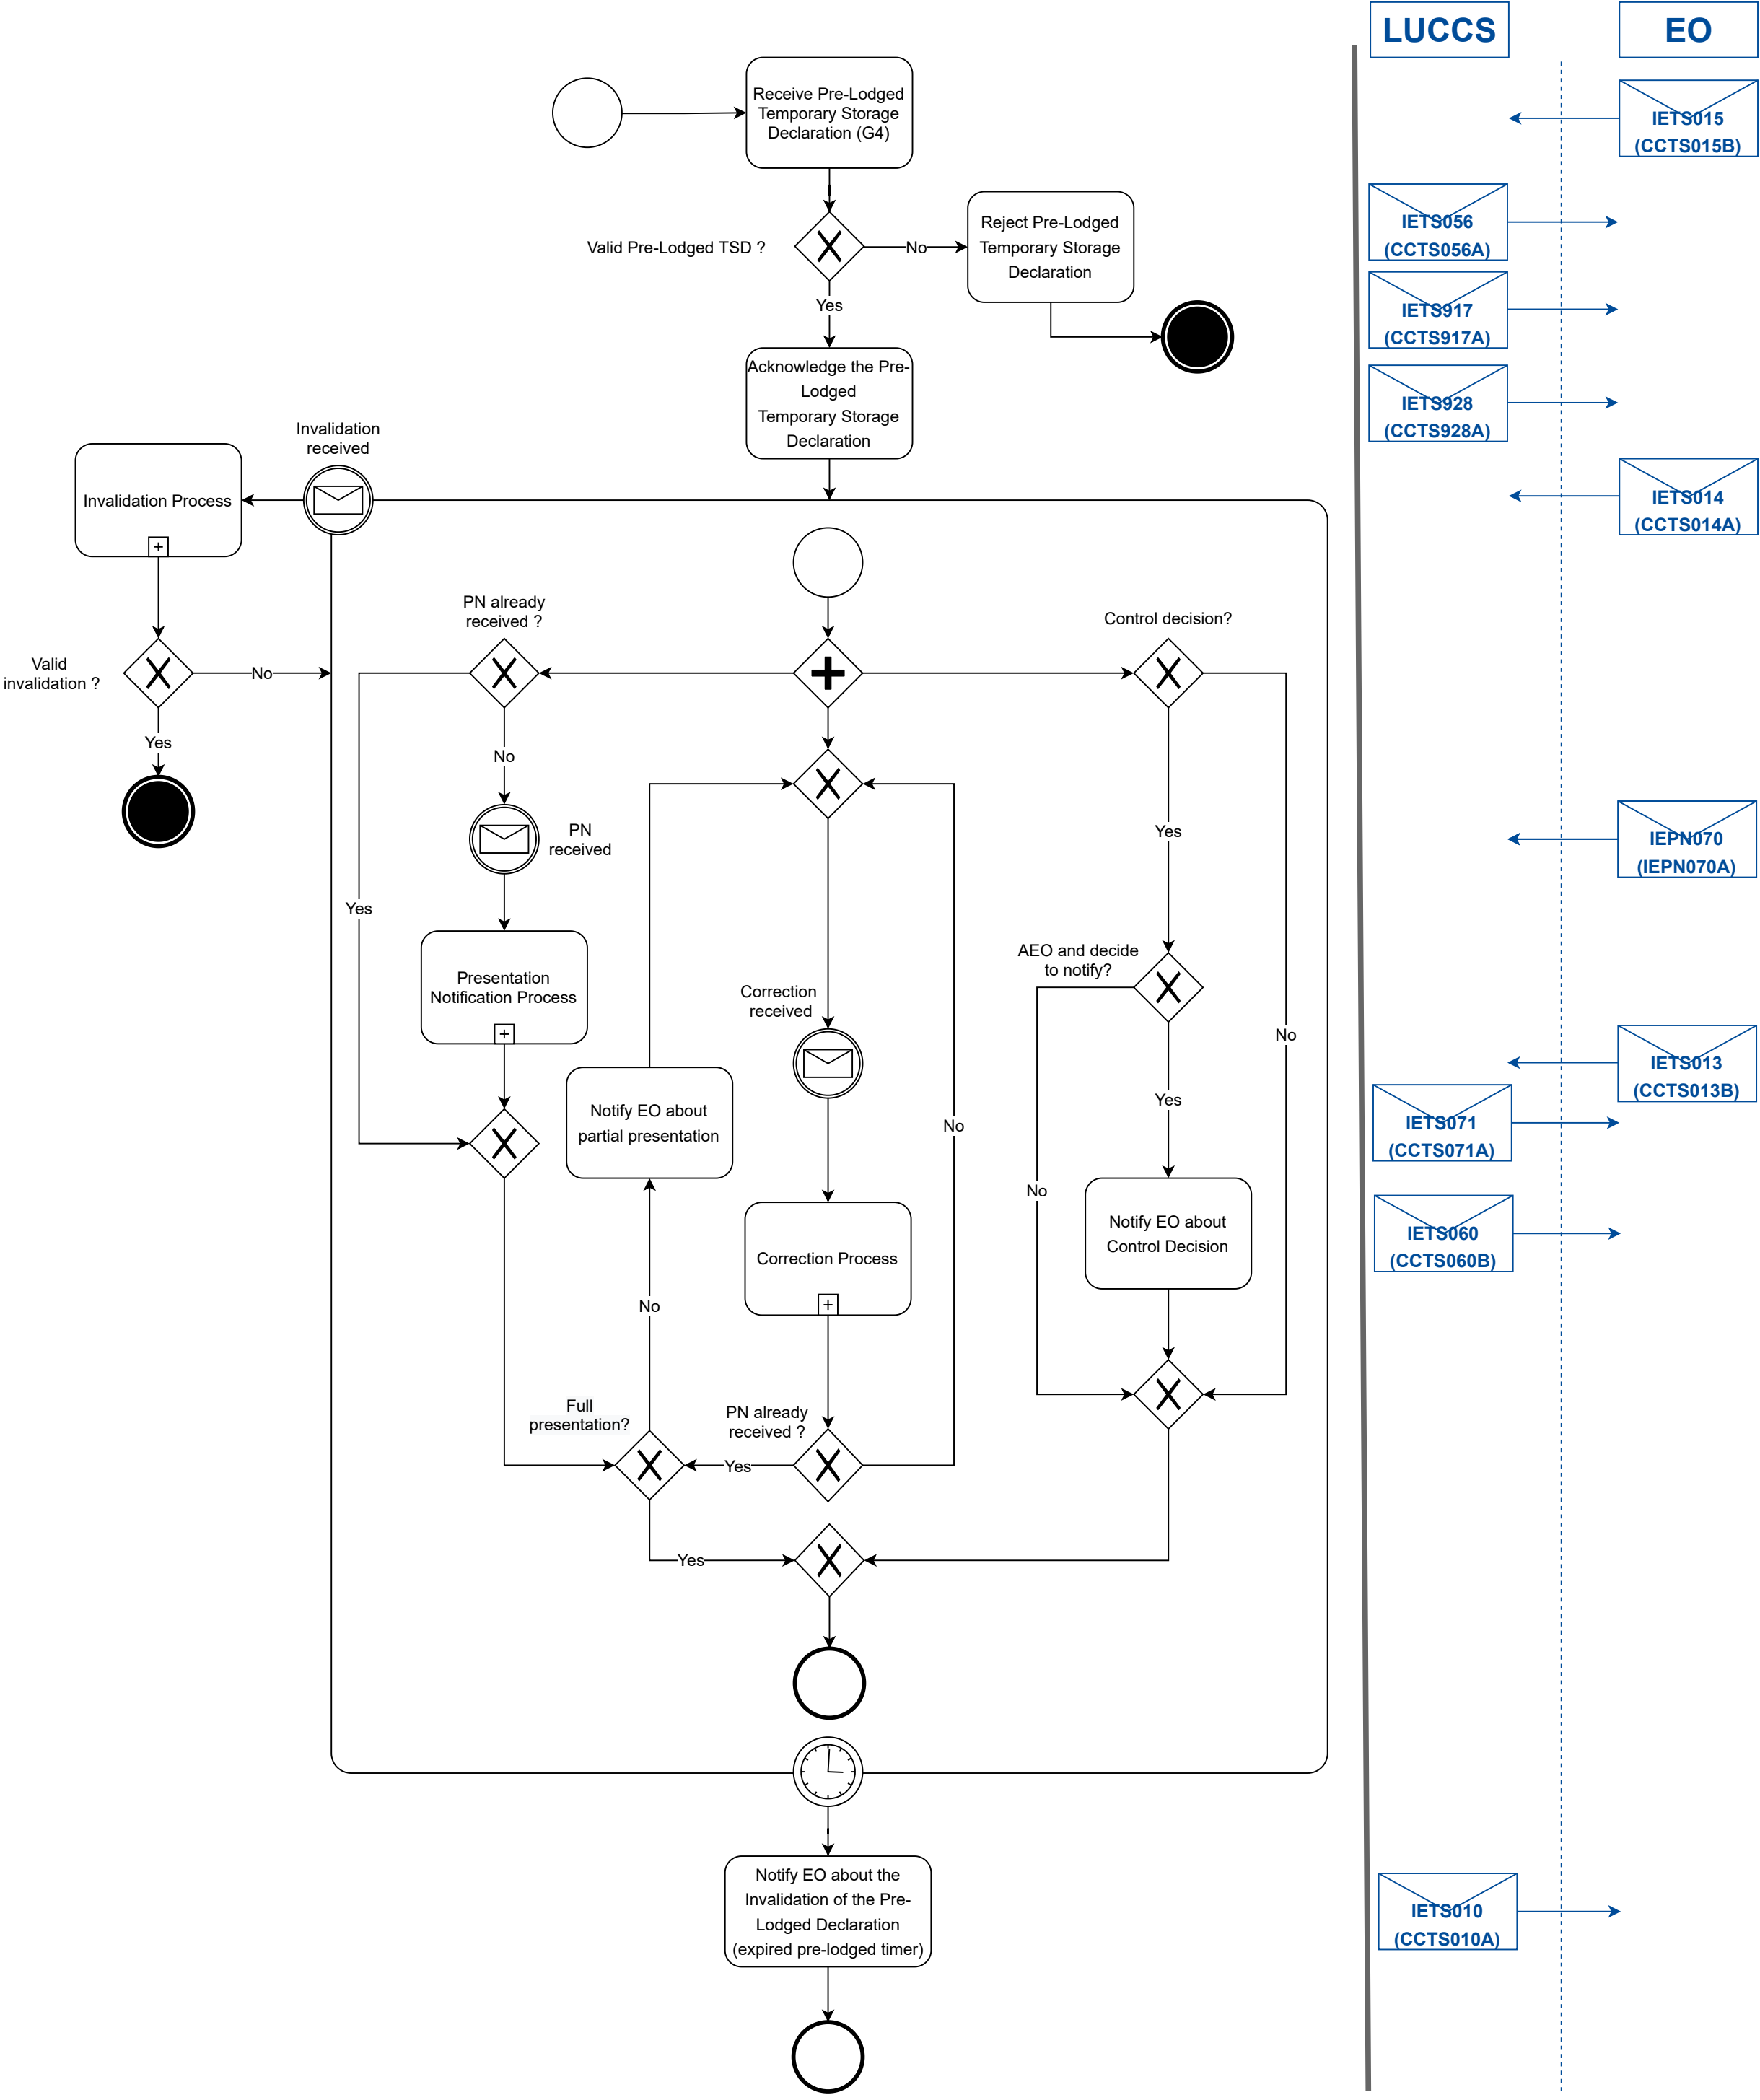 LUCCS
EO
Receive Pre-Lodged
Temporary Storage
Declaration (G4)
IETS015
(CCTS015B)
Valid Pre-Lodged TSD ?
No
Reject Pre-Lodged
Temporary Storage
Declaration
IETS056
(CCTS056A)
Yes
IETS917
(CCTS917A)
Acknowledge the Pre-
Lodged
Temporary Storage
Declaration
IETS928
(CCTS928A)
Invalidation
received
Invalidation Process
IETS014
(CCTS014A)
PN already
received ?
Control decision?
Valid
invalidation ?
No
Yes
No
PN
received
Yes
IEPN070
(IEPN070A)
Yes
AEO and decide
to notify?
Presentation
Notification Process
Correction
received
No
IETS013
(CCTS013B)
Notify EO about
partial presentation
No
Yes
IETS071
(CCTS071A)
No
Notify EO about
Control Decision
IETS060
(CCTS060B)
Correction Process
No
Full
presentation?
PN already
received ?
Yes
Yes
Notify EO about the
Invalidation of the Pre-
Lodged Declaration
(expired pre-lodged timer)
IETS010
(CCTS010A)